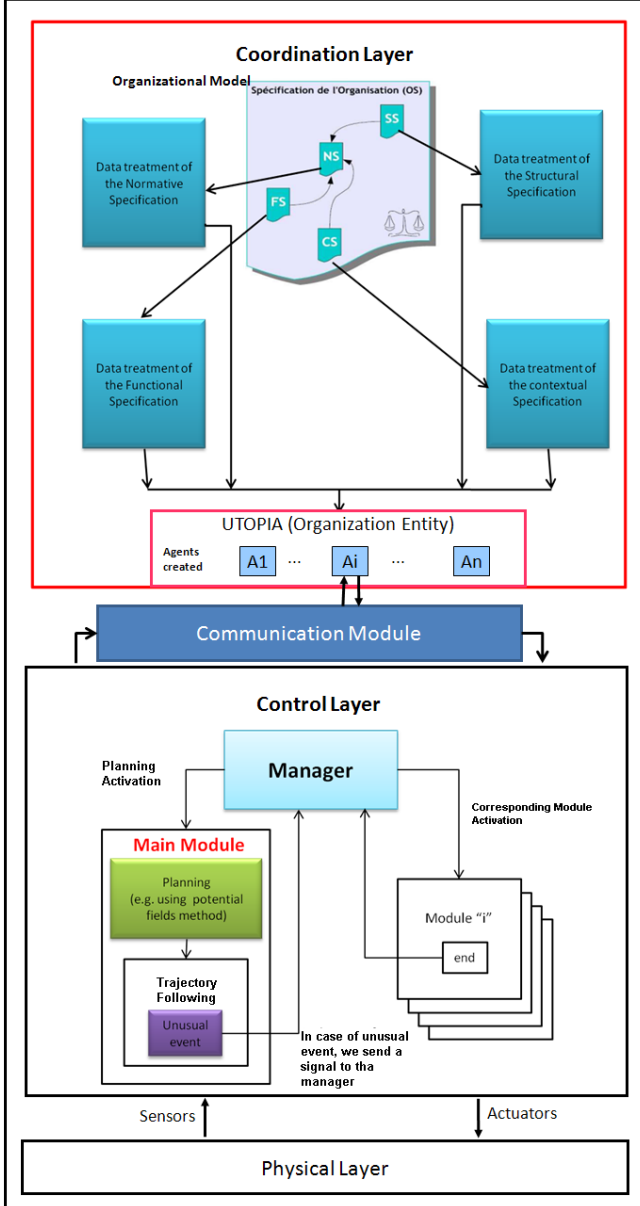 Coordination Layer
Organizational Model
Spécification de l'Organisation (OS)
SS
NS
FS
CS
Data treatment of
the Normative
Specification
Data treatment of
the Structural
Specification
Data treatment of
the Functional
Specification
Data treatment of
the contextual
Specification
UTOPIA (Organization Entity)
Agents
created
A1
...
Ai
...
An
Communication Module
Control Layer
Manager
Planning
Activation
Corresponding Module
Activation
Main Module
Planning
(e.g. using potential
fields method)
Trajectory
Following
Unusual
event
Module “i”
end
In case of unusual
event, we send a
signal to tha
manager
Sensors
Actuators
Physical Layer